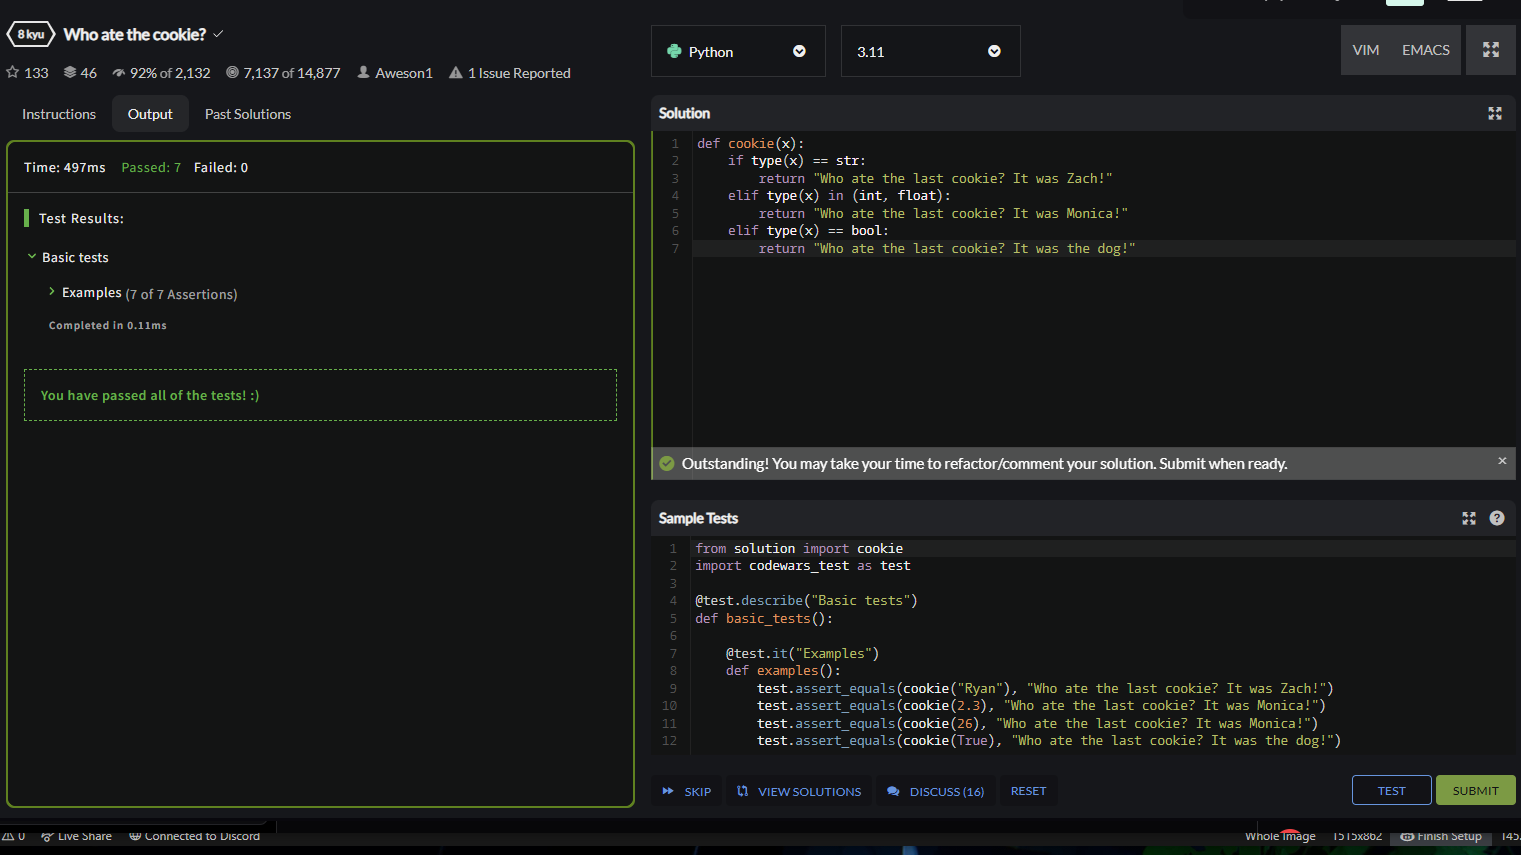 8 kyu Who ate the cookie?
133 46 92% of 2,132 7,137 of 14,877 Aweson1 1 Issue Reported
Instructions Output Past Solutions
Time: 497ms Passed: 7 Failed: 0
Test Results:
Basic tests
Examples (7 of 7 Assertions)
Completed in 0.11ms
You have passed all of the tests! :)
Python 3.11 VIM EMACS
Solution
1 def cookie(x):
2 if type(x) == str:
3 return "Who ate the last cookie? It was Zach!"
4 elif type(x) in (int, float):
5 return "Who ate the last cookie? It was Monica!"
6 elif type(x) == bool:
7 return "Who ate the last cookie? It was the dog!"
Outstanding! You may take your time to refactor/comment your solution. Submit when ready.
Sample Tests
1 from solution import cookie
2 import codewars_test as test
3
4 @test.describe("Basic tests")
5 def basic_tests():
6
7 @test.it("Examples")
8 def examples():
9 test.assert_equals(cookie("Ryan"), "Who ate the last cookie? It was Zach!")
10 test.assert_equals(cookie(2.3), "Who ate the last cookie? It was Monica!")
11 test.assert_equals(cookie(26), "Who ate the last cookie? It was Monica!")
12 test.assert_equals(cookie(True), "Who ate the last cookie? It was the dog!")
SKIP VIEW SOLUTIONS DISCUSS (16) RESET TEST SUBMIT
0 Live Share Connected to Discord Whole Image 1515x862 Finish Setup 145.